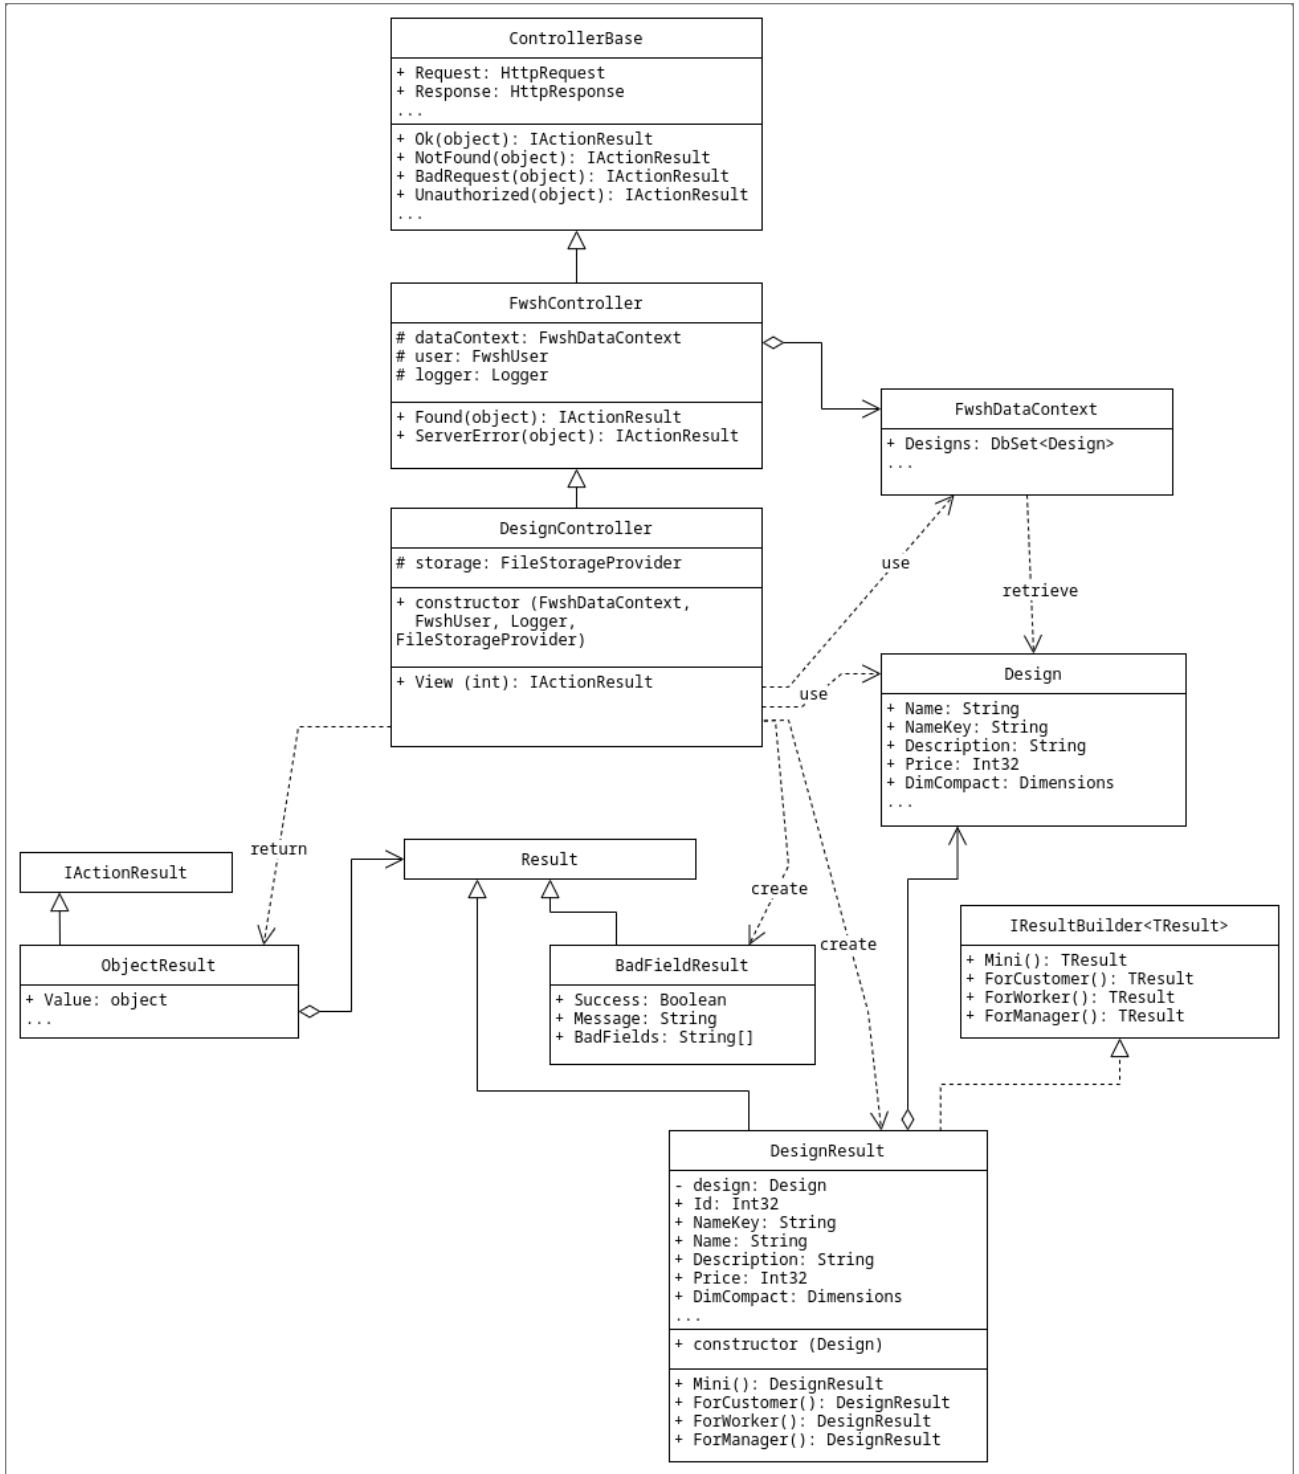 ControllerBase
+ Request: HttpRequest
+ Response: HttpResponse
...
+ Ok(object): IActionResult
+ NotFound(object): IActionResult
+ BadRequest(object): IActionResult
+ Unauthorized(object): IActionResult
...
FwshController
# dataContext: FwshDataContext
# user: FwshUser
# logger: Logger
+ Found(object): IActionResult
+ ServerError(object): IActionResult
FwshDataContext
+ Designs: DbSet<Design>
...
DesignController
# storage: FileStorageProvider
+ constructor (FwshDataContext,
FwshUser, Logger,
FileStorageProvider)
+ View (int): IActionResult
use
retrieve
use
Design
+ Name: String
+ NameKey: String
+ Description: String
+ Price: Int32
+ DimCompact: Dimensions
...
return
create
create
IActionResult
Result
ObjectResult
+ Value: object
...
BadFieldResult
+ Success: Boolean
+ Message: String
+ BadFields: String[]
IResultBuilder<TResult>
+ Mini(): TResult
+ ForCustomer(): TResult
+ ForWorker(): TResult
+ ForManager(): TResult
DesignResult
- design: Design
+ Id: Int32
+ NameKey: String
+ Name: String
+ Description: String
+ Price: Int32
+ DimCompact: Dimensions
...
+ constructor (Design)
+ Mini(): DesignResult
+ ForCustomer(): DesignResult
+ ForWorker(): DesignResult
+ ForManager(): DesignResult